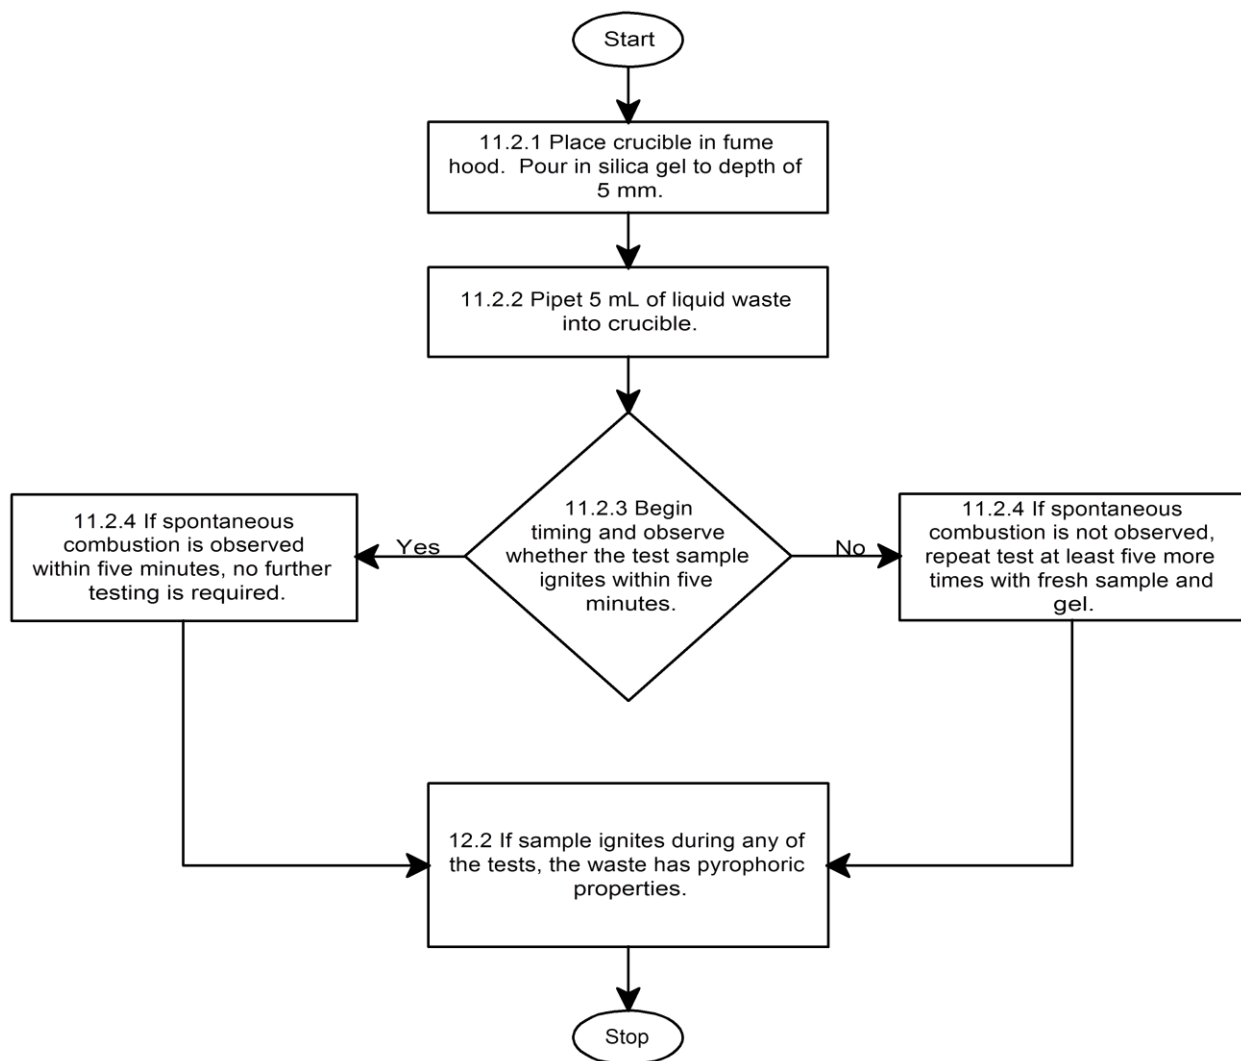 Start
11.2.1 Place crucible in fume
hood.  Pour in silica gel to depth of
5 mm.
11.2.2 Pipet 5 mL of liquid waste
into crucible.
11.2.3 Begin
timing and observe
whether the test sample
ignites within five
minutes.
Yes
No
11.2.4 If spontaneous
combustion is observed
within five minutes, no further
testing is required.
11.2.4 If spontaneous
combustion is not observed,
repeat test at least five more
times with fresh sample and
gel.
12.2 If sample ignites during any of
the tests, the waste has pyrophoric
properties.
Stop